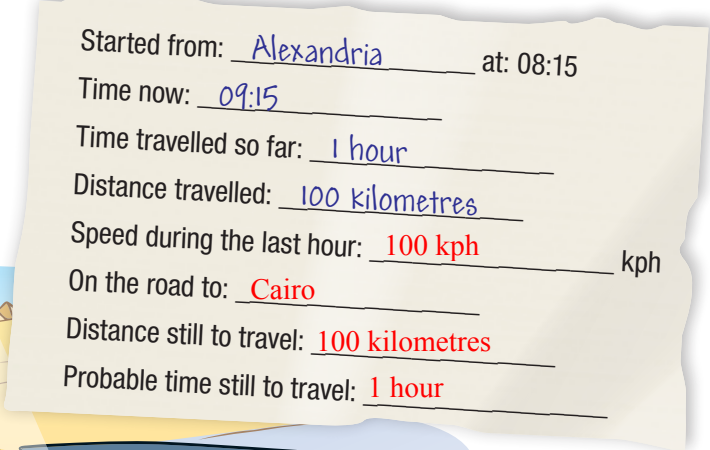 Started from: Alexandria at: 08:15
Time now: 09:15
Time travelled so far: 1 hour
Distance travelled: 100 kilometres
Speed during the last hour: 100 kph kph
On the road to: Cairo
Distance still to travel: 100 kilometres
Probable time still to travel: 1 hour